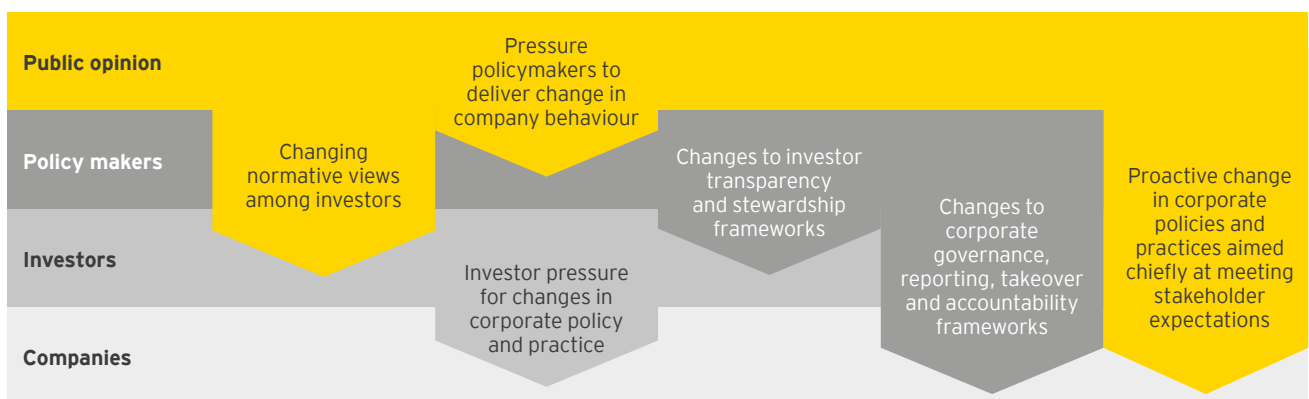 Public opinion
Pressure
policymakers to
deliver change in
company behaviour
Policy makers
Changing
normative views
among investors
Changes to investor
transparency
and stewardship
frameworks
Proactive change
in corporate
policies and
practices aimed
chiefly at meeting
stakeholder
expectations
Changes to
corporate
governance,
reporting, takeover
and accountability
frameworks
Investors
Investor pressure
for changes in
corporate policy
and practice
Companies